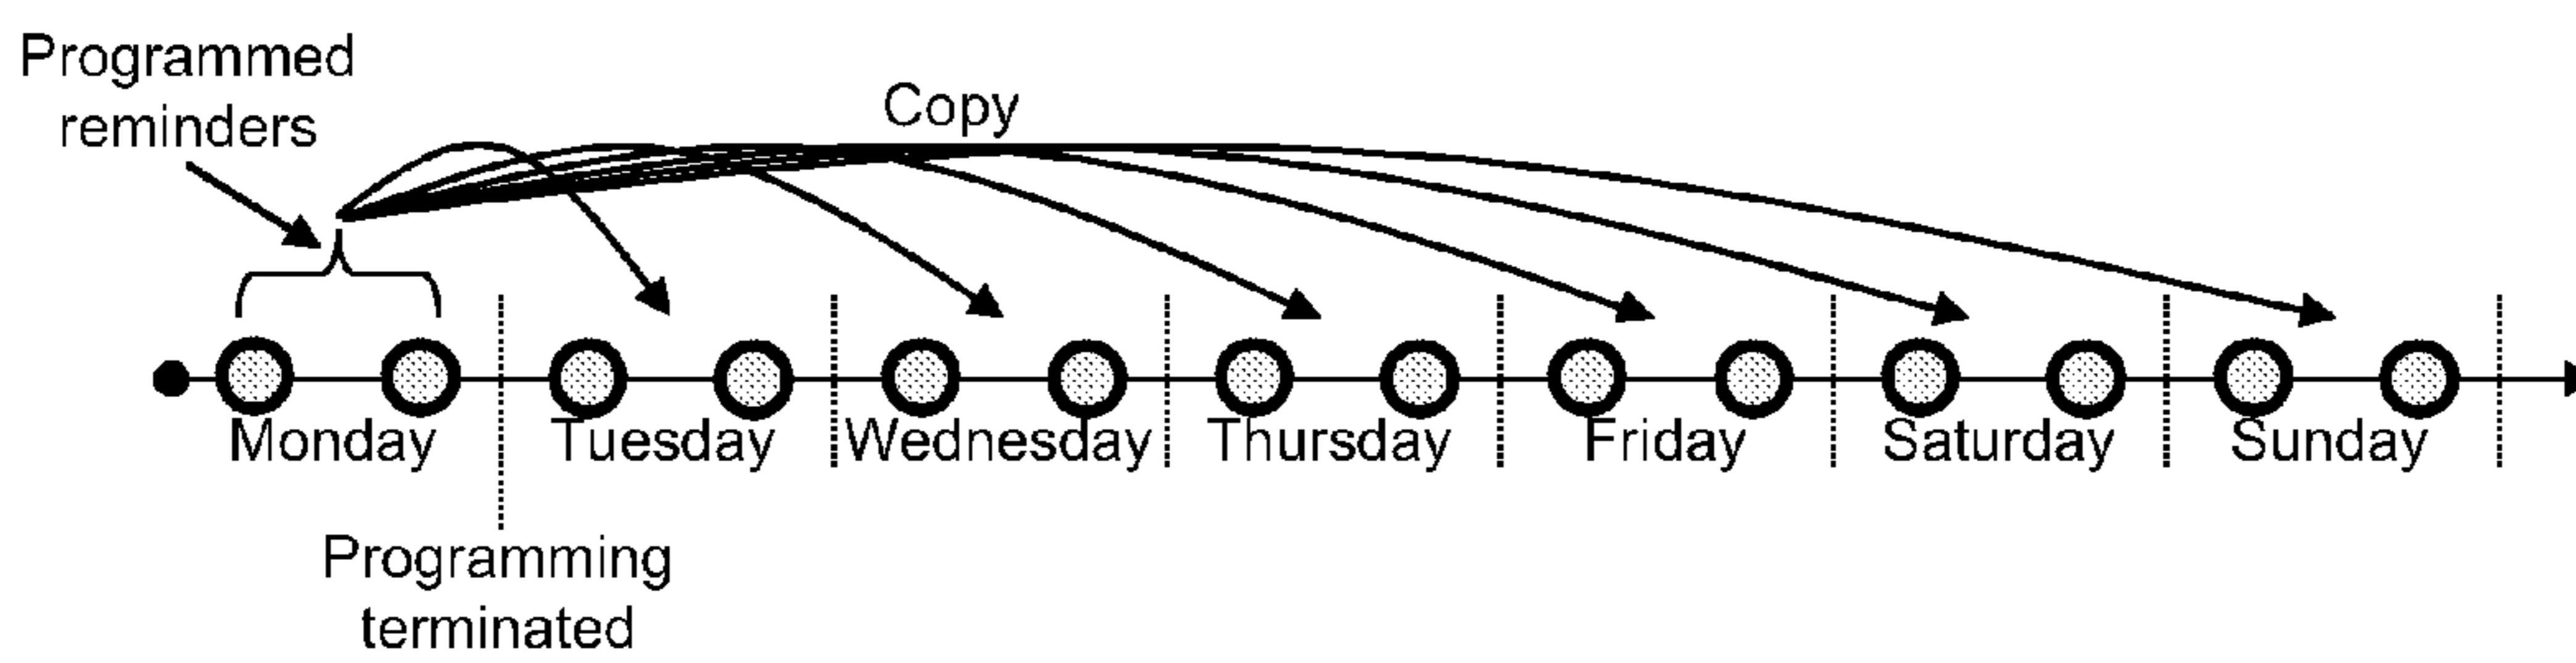 Programmed
reminders
Copy
Monday
Tuesday
Wednesday
Thursday
Friday
Saturday
Sunday
Programming
terminated